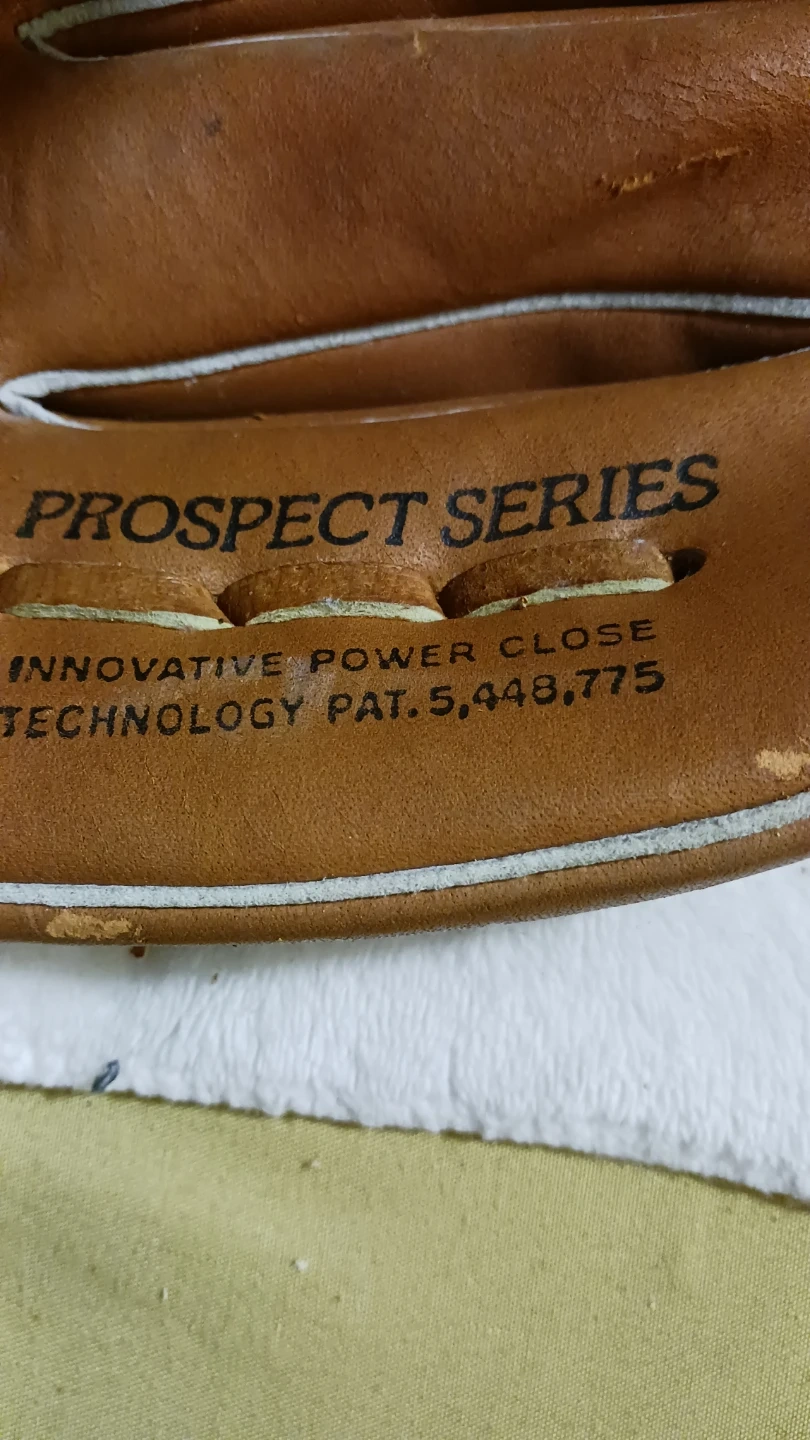 PROSPECT SERIES
INNOVATIVE POWER CLOSE
TECHNOLOGY PAT. 5,448,775